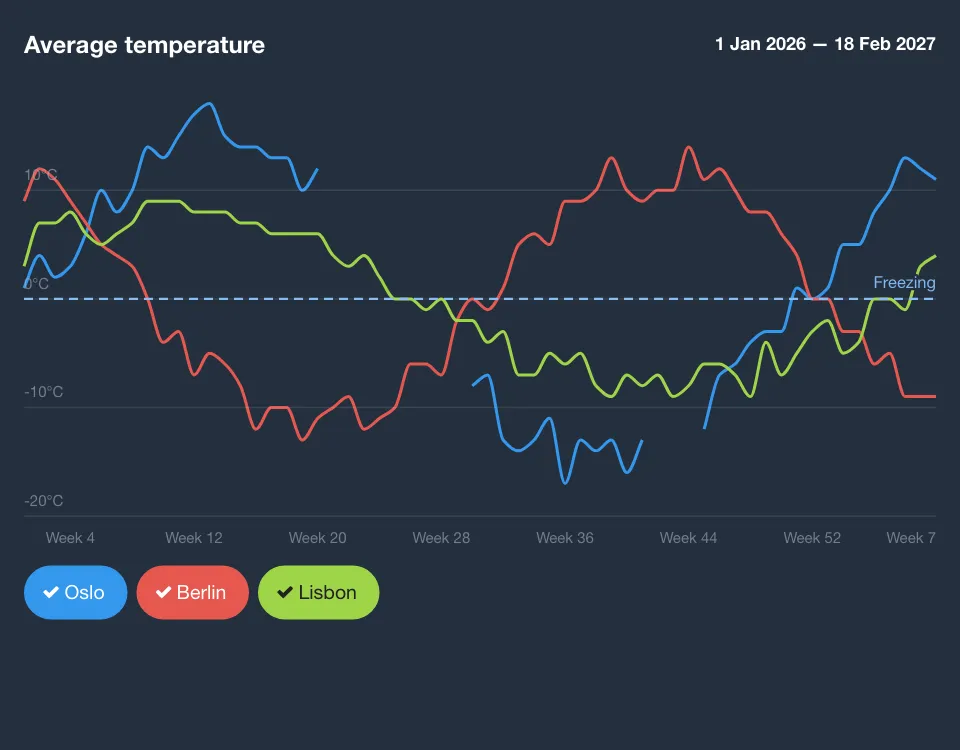 Average temperature
1 Jan 2026 — 18 Feb 2027
10°C
0°C
Freezing
-10°C
-20°C
Week 4
Week 12
Week 20
Week 28
Week 36
Week 44
Week 52
Week 7
Oslo
Berlin
Lisbon